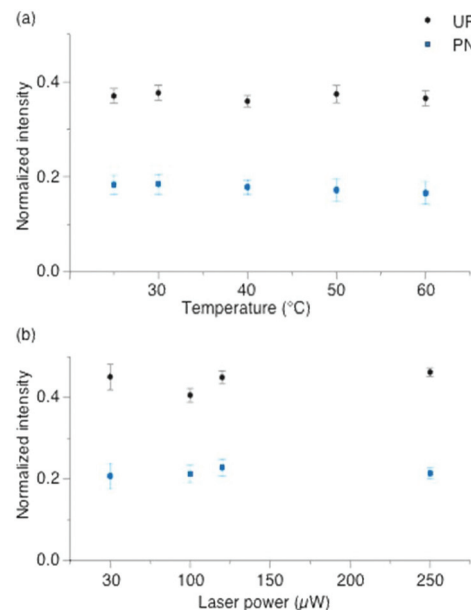 (a)
PN
Normalized intensity
0.4
0.2
0.0
30 40 50 60
Temperature (°C)
(b)
Normalized intensity
0.4
0.2
0.0
30 100 150 200 250
Laser power (µW)